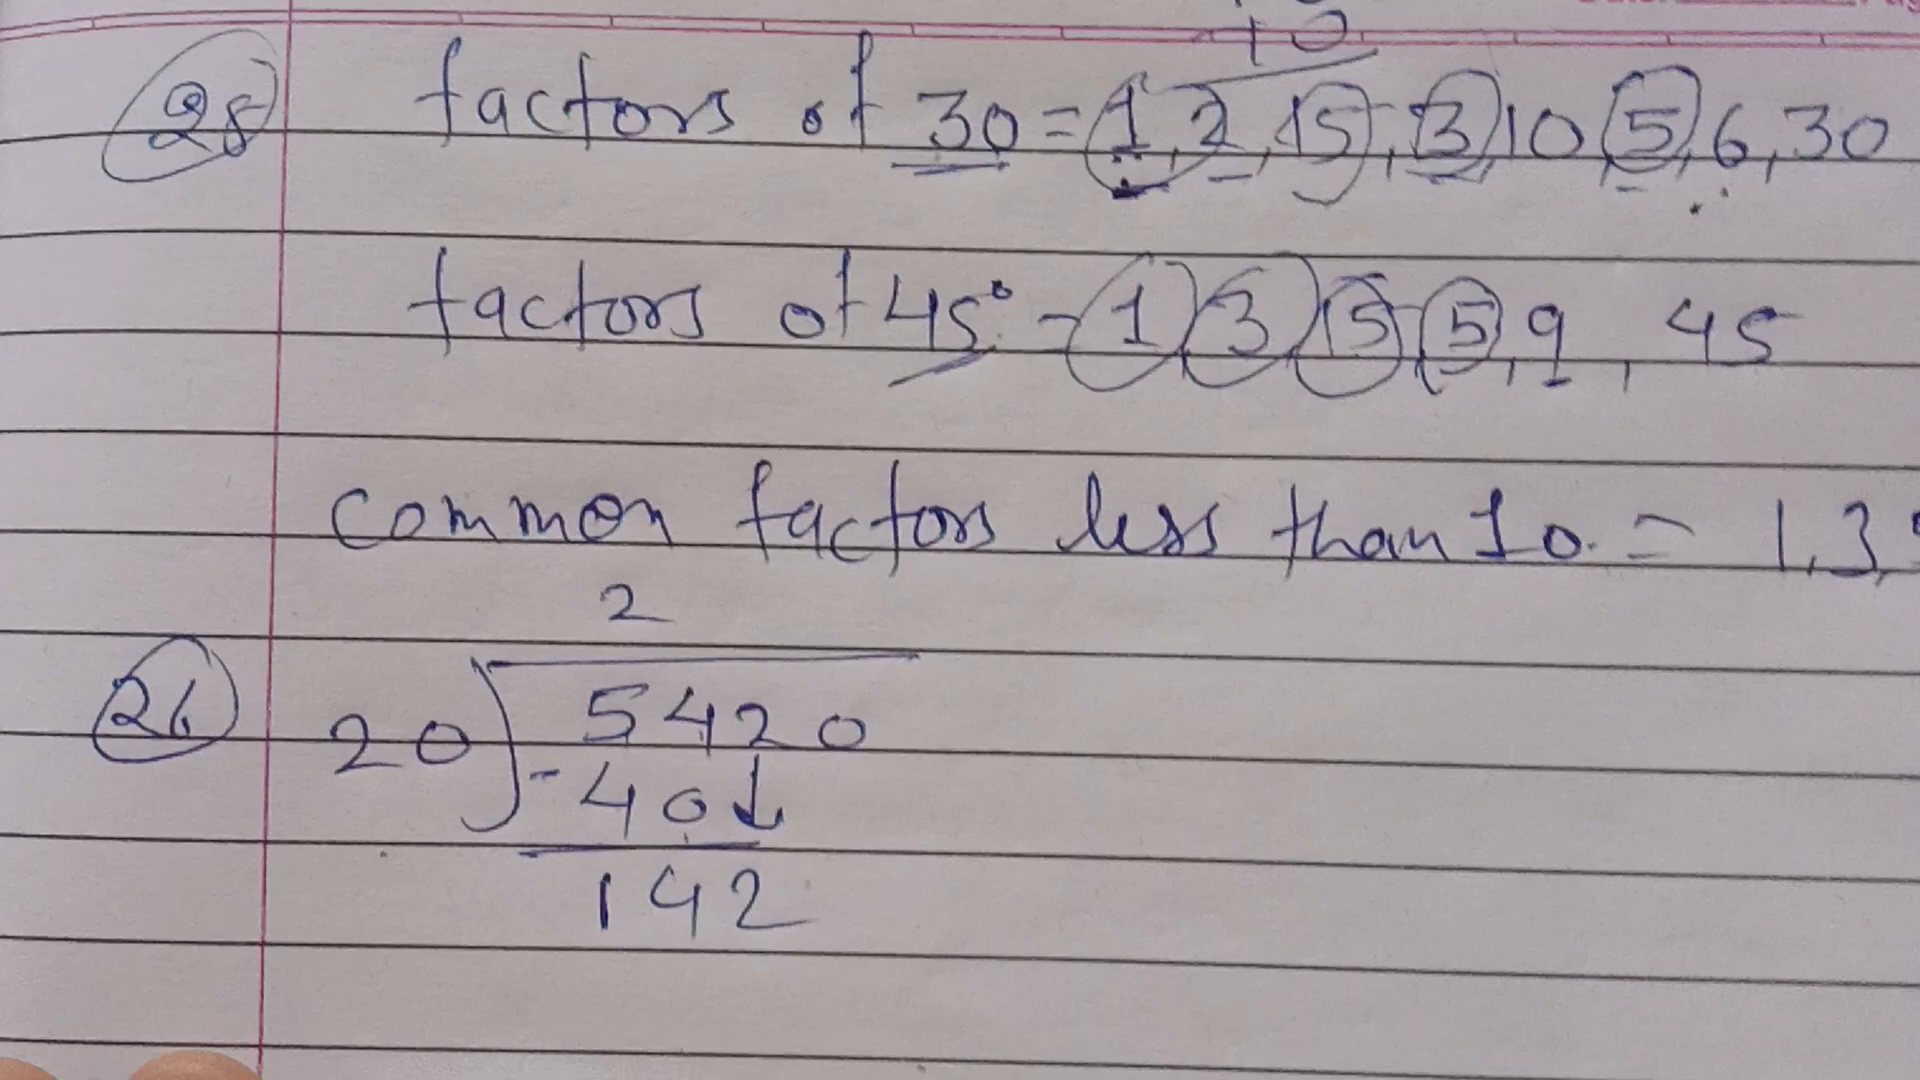 25 factors of 30 = 1, 2, 15, 3, 10, 5, 6, 30
factors of 45 - 1, 3, 15, 5, 9, 45
common factors less than 10 = 1, 3,
2
26 20 5420
- 40↓
142